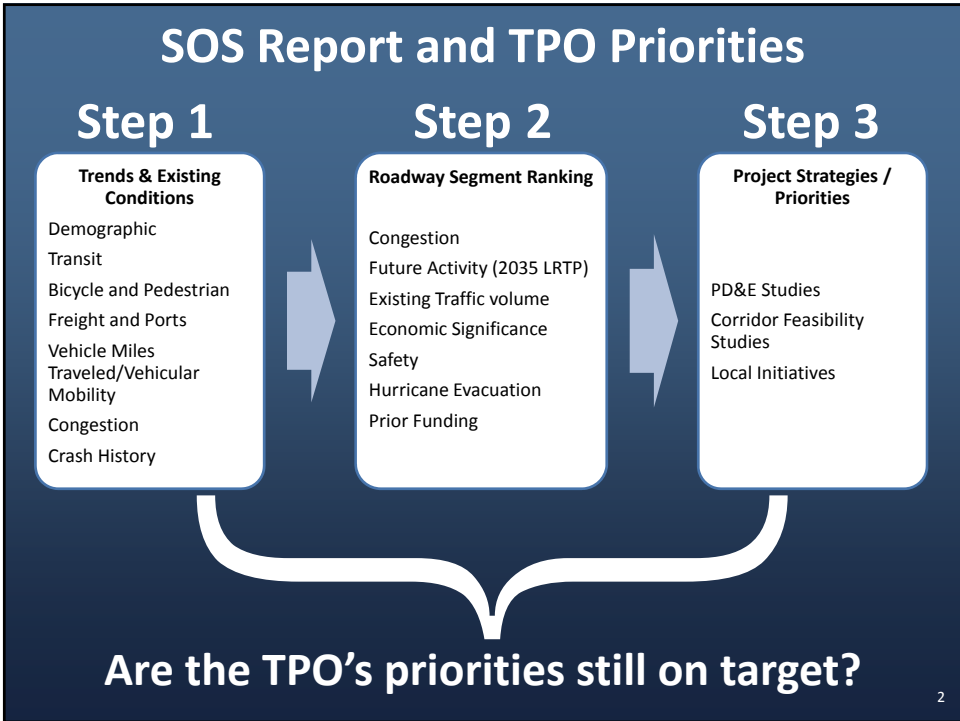 SOS Report and TPO Priorities
Step 1
Trends & Existing
Conditions
Demographic
Transit
Bicycle and Pedestrian
Freight and Ports
Vehicle Miles
Traveled/Vehicular
Mobility
Congestion
Crash History
Step 2
Roadway Segment Ranking
Congestion
Future Activity (2035 LRTP)
Existing Traffic volume
Economic Significance
Safety
Hurricane Evacuation
Prior Funding
Step 3
Project Strategies /
Priorities
PD&E Studies
Corridor Feasibility
Studies
Local Initiatives
Are the TPO’s priorities still on target?
2